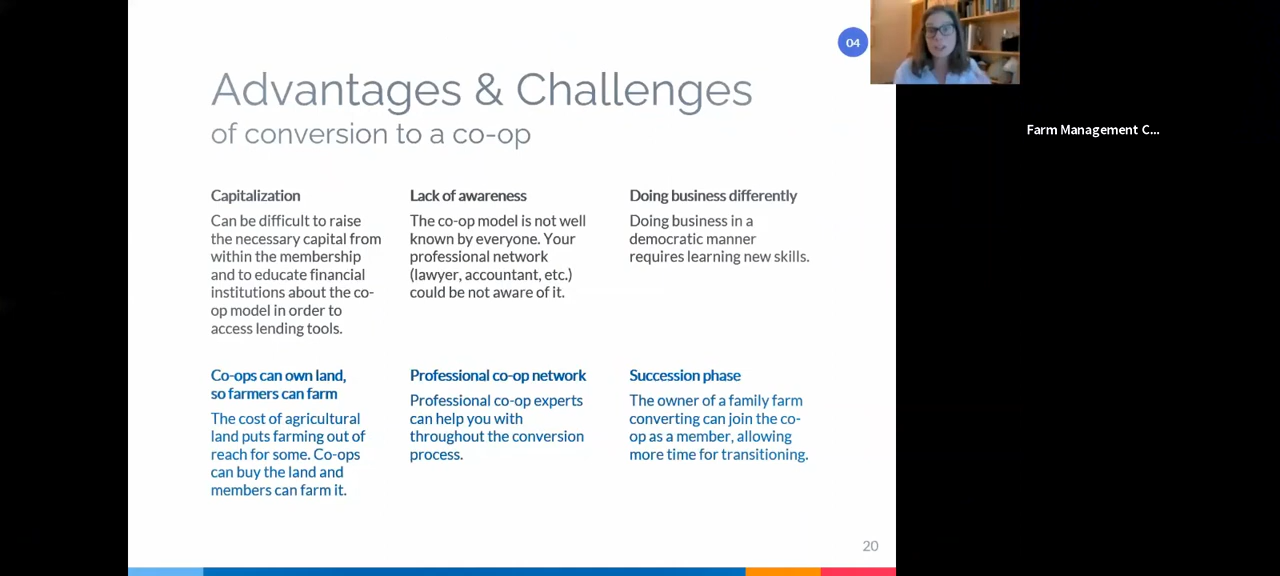 04
Advantages & Challenges
of conversion to a co-op
Farm Management C...
Capitalization
Can be difficult to raise
the necessary capital from
within the membership
and to educate financial
institutions about the co-
op model in order to
access lending tools.
Lack of awareness
The co-op model is not well
known by everyone. Your
professional network
(lawyer, accountant, etc.)
could be not aware of it.
Doing business differently
Doing business in a
democratic manner
requires learning new skills.
Co-ops can own land,
so farmers can farm
The cost of agricultural
land puts farming out of
reach for some. Co-ops
can buy the land and
members can farm it.
Professional co-op network
Professional co-op experts
can help you with
throughout the conversion
process.
Succession phase
The owner of a family farm
converting can join the co-
op as a member, allowing
more time for transitioning.
20